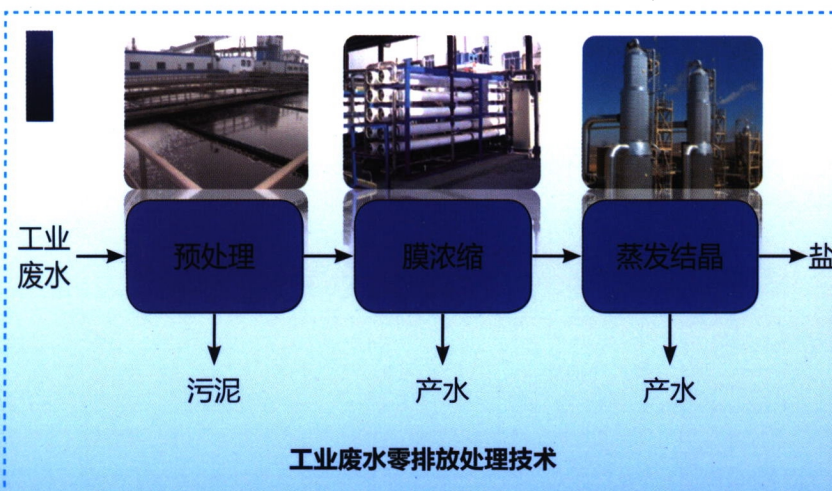 工业
废水
预处理
膜浓缩
蒸发结晶
盐
污泥
产水
产水
工业废水零排放处理技术